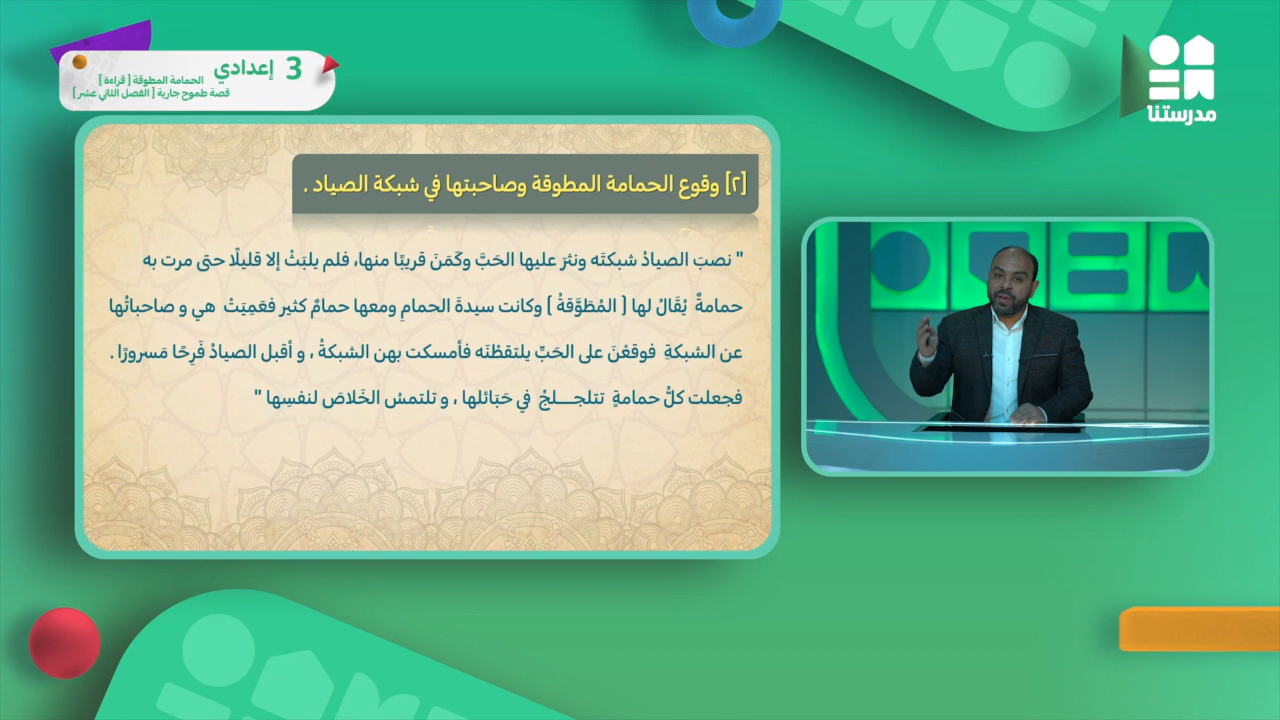 3 إعدادي
الحمامة المطوقة [ قراءة ]
قصة طموح جارية [ الفصل الثاني عشر ]
مدرستنا
[٢] وقوع الحمامة المطوقة وصاحبتها في شبكة الصياد .
" نصبَ الصيادُ شبكتَه ونثرَ عليها الحَبَّ وكَمَنَ قريبًا منها، فلم يلبَثْ إلا قليلًا حتى مرت به
حمامةٌ يُقَالُ لها ( المُطَوَّقةُ ) وكانت سيدةَ الحمامِ ومعها حمامٌ كثير فعَمِيَتْ هي و صاحباتُها
عن الشبكةِ فوقعْنَ على الحَبِّ يلتقطْنَه فأمسكت بهن الشبكةُ ، و أقبل الصيادُ فَرِحًا مَسرورًا .
فجعلت كلُّ حمامةٍ تتلجـــلجُ في حَبَائلها ، و تلتمسُ الخَلاصَ لنفسِها "